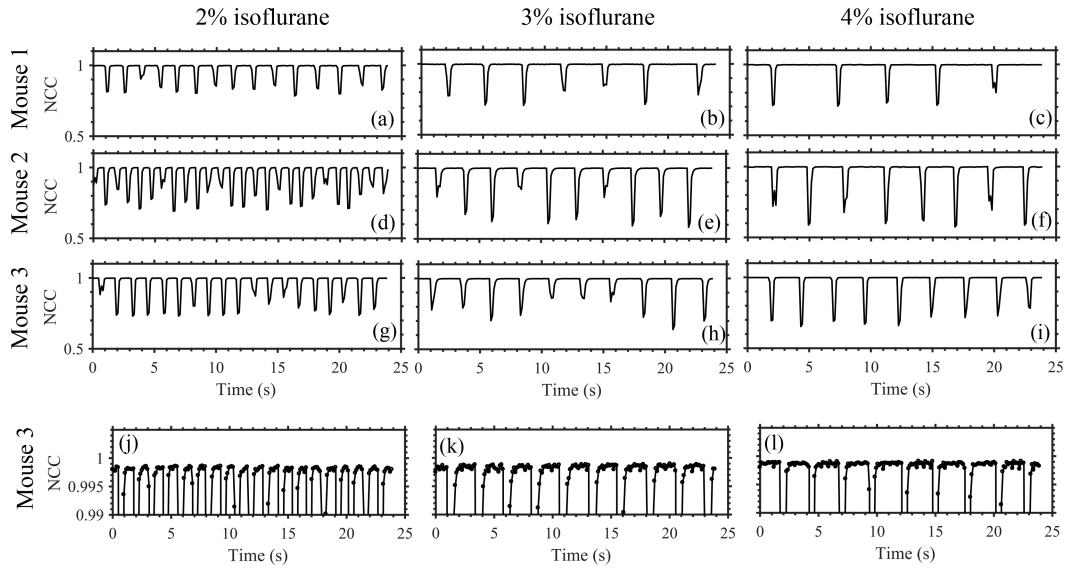 2% isoflurane 3% isoflurane 4% isoflurane
Mouse 1
NCC
1
0.5
(a) (b) (c)
Mouse 2
NCC
1
0.5
(d) (e) (f)
Mouse 3
NCC
1
0.5
(g) (h) (i)
0 5 10 15 20 25 0 5 10 15 20 25 0 5 10 15 20 25
Time (s) Time (s) Time (s)
Mouse 3
NCC
(j) (k) (l)
1
0.995
0.99
0 5 10 15 20 25 0 5 10 15 20 25 0 5 10 15 20 25
Time (s) Time (s) Time (s)